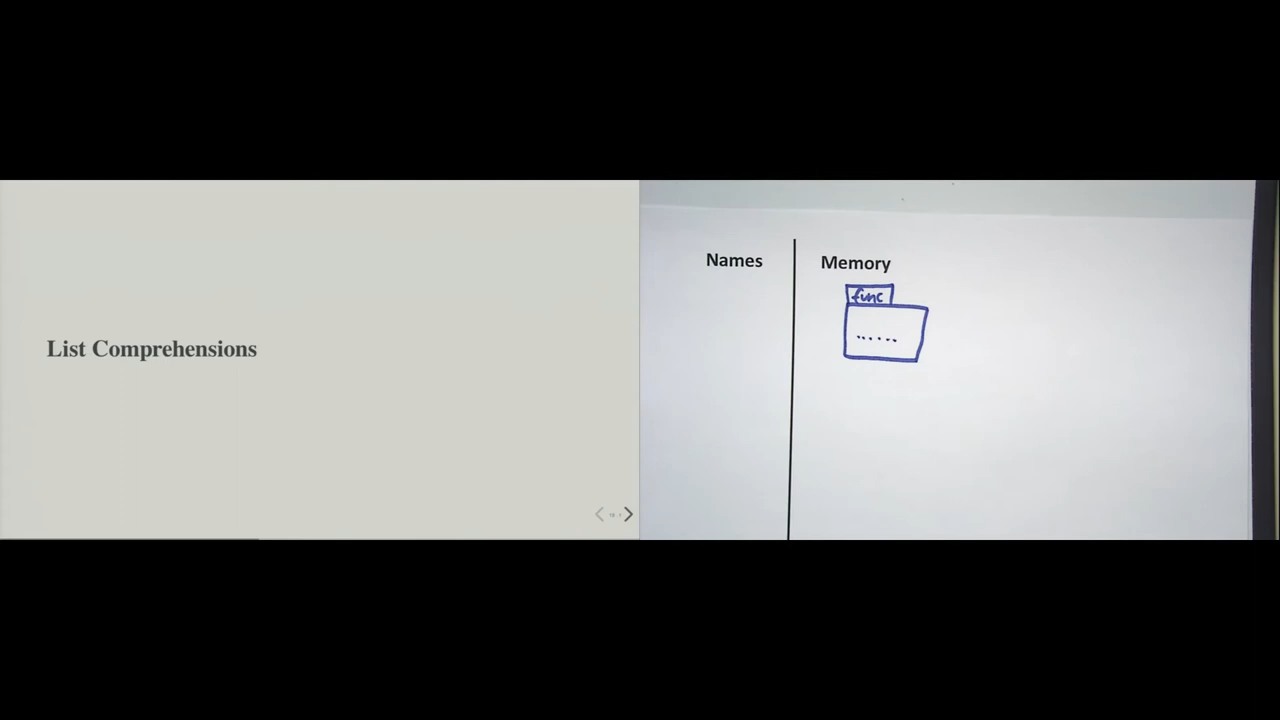 List Comprehensions
Names
Memory
func
......